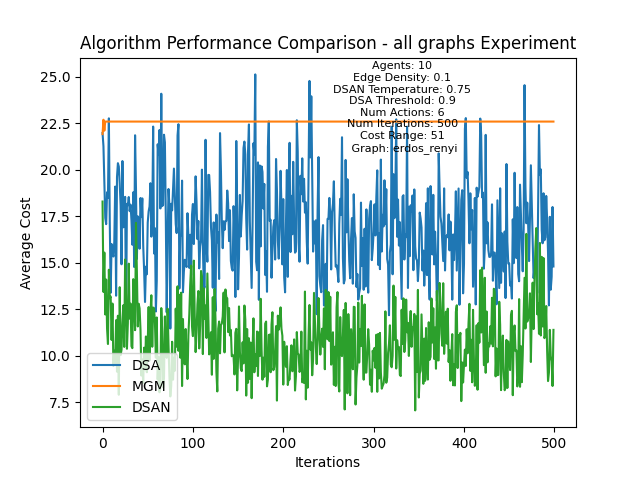 Algorithm Performance Comparison - all graphs Experiment
Agents: 10
Edge Density: 0.1
DSAN Temperature: 0.75
DSA Threshold: 0.9
Num Actions: 6
Num Iterations: 500
Cost Range: 51
Graph: erdos_renyi
25.0
22.5
20.0
17.5
15.0
12.5
10.0
7.5
Average Cost
DSA
MGM
DSAN
0
100
200
300
400
500
Iterations